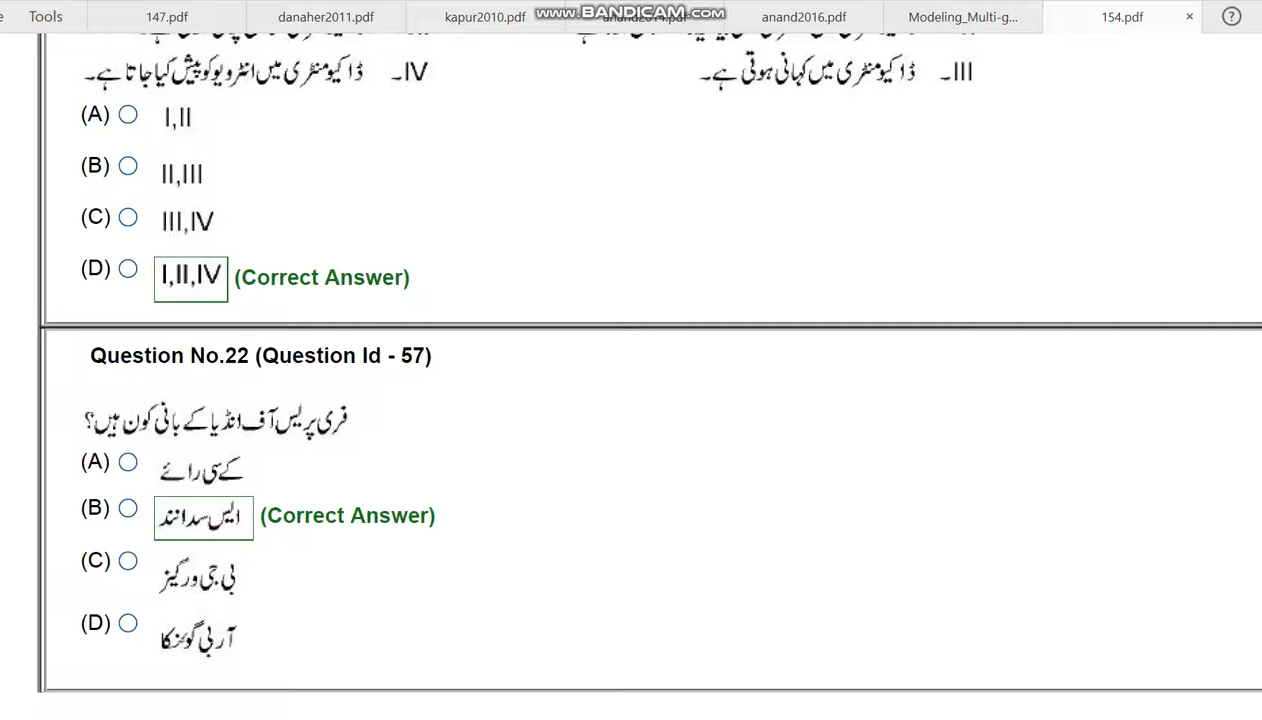 Tools 147.pdf danaher2011.pdf kapur2010.pdf anand2014.pdf anand2016.pdf Modeling_Multi-g... 154.pdf × ?
www.BANDICAM.com
III۔ ڈاکیومنٹری میں کہانی ہوتی ہے۔ IV۔ ڈاکیومنٹری میں انٹرویو کو پیش کیا جاتا ہے۔
(A) I,II
(B) II,III
(C) III,IV
(D) I,II,IV (Correct Answer)
Question No.22 (Question Id - 57)
فری پریس آف انڈیا کے بانی کون ہیں؟
(A) کے سی رائے
(B) ایس سدانند (Correct Answer)
(C) بی جی ورگیز
(D) آر بی گوئنکا